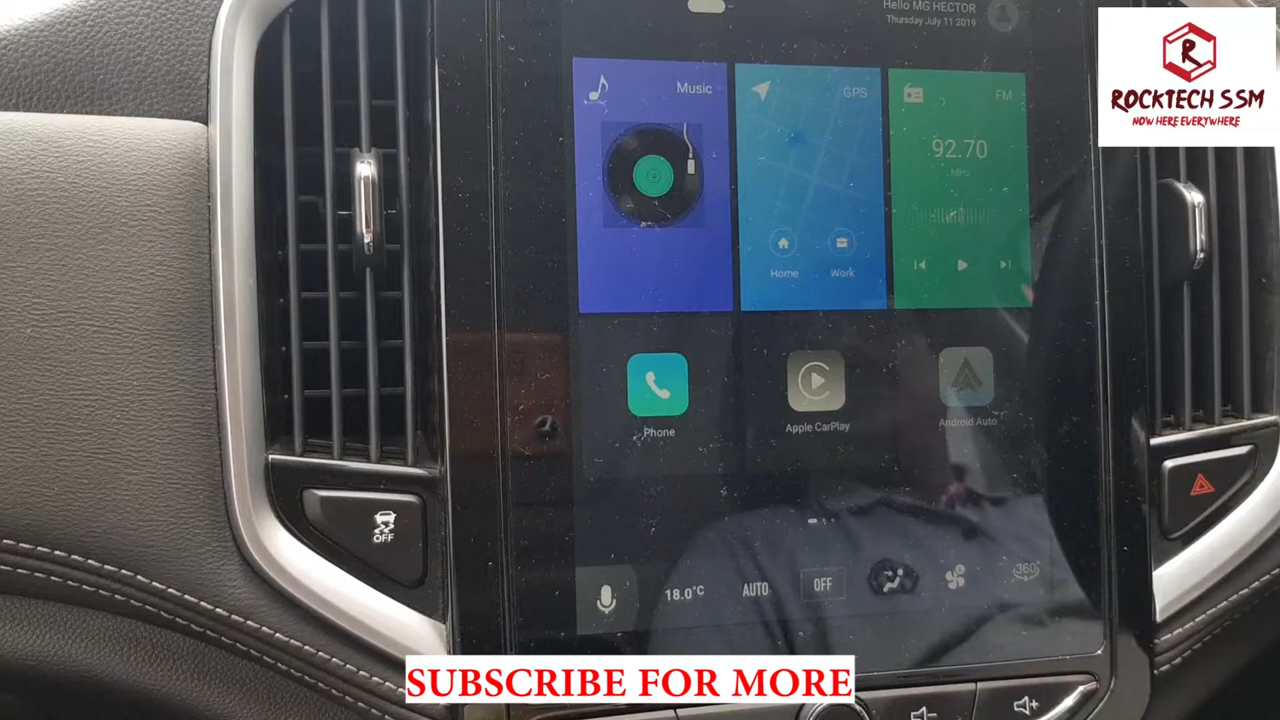 Hello MG HECTOR
Thursday July 11 2019
Music
GPS
FM
92.70
MHz
Home
Work
Phone
Apple CarPlay
Android Auto
OFF
18.0°C
AUTO
OFF
360°
R
ROCKTECH SSM
NOW HERE EVERYWHERE
SUBSCRIBE FOR MORE